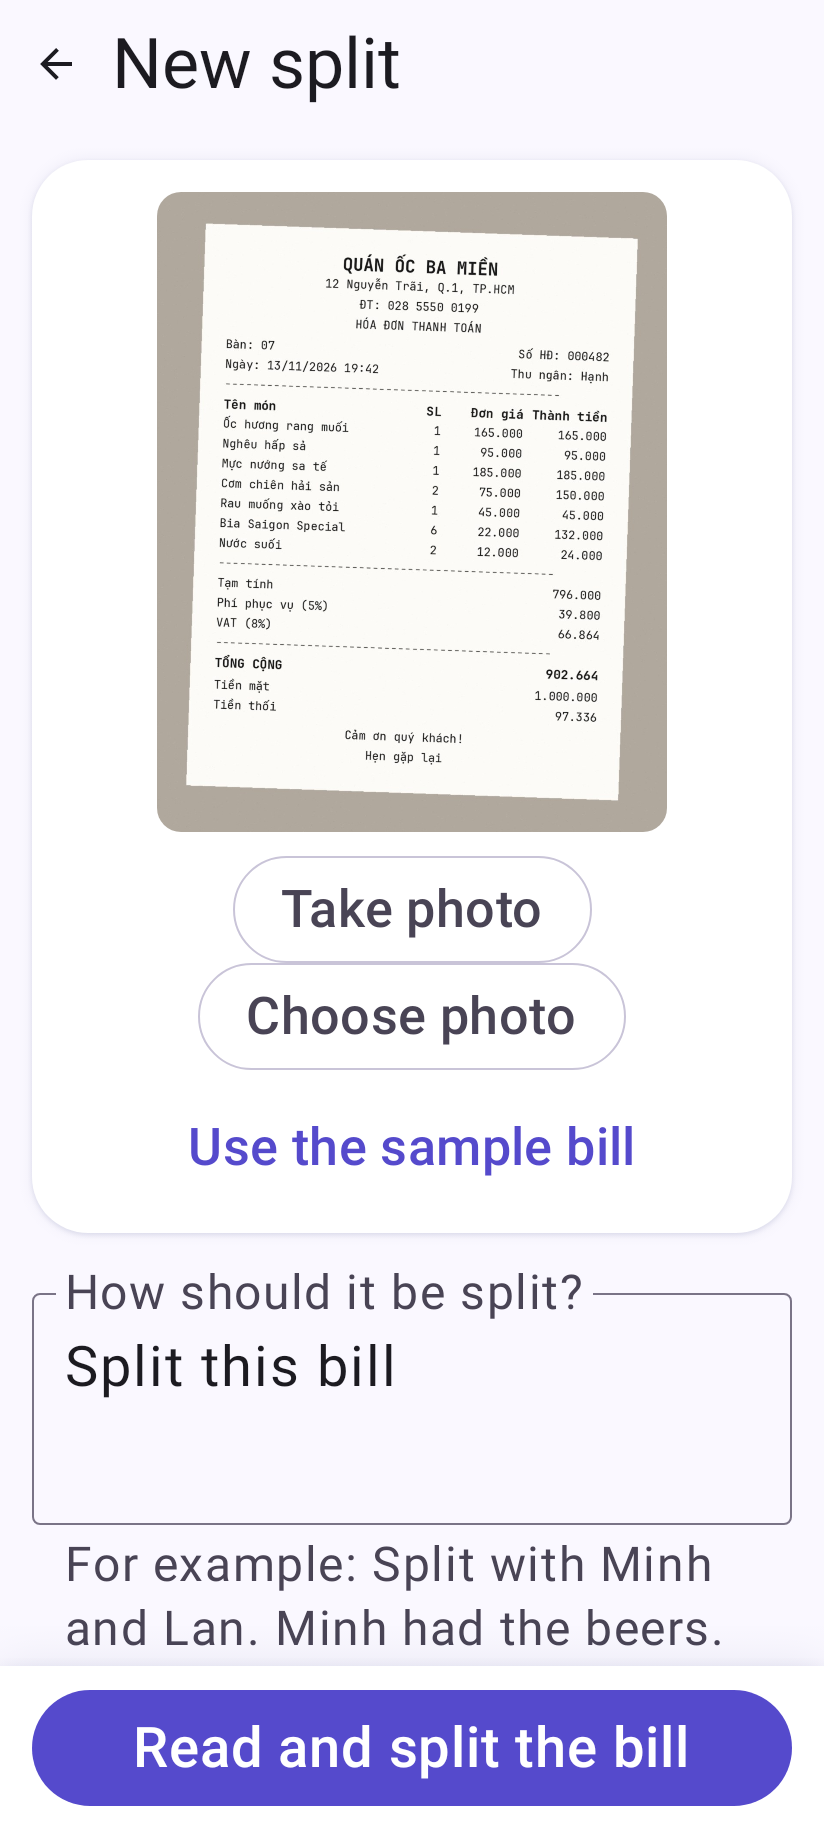 New split
QUÁN ỐC BA MIỀN
12 Nguyễn Trãi, Q.1, TP.HCM
ĐT: 028 5550 0199
HÓA ĐƠN THANH TOÁN
Bàn: 07 Số HĐ: 000482
Ngày: 13/11/2026 19:42 Thu ngân: Hạnh
Tên món SL Đơn giá Thành tiền
Ốc hương rang muối 1 165.000 165.000
Nghêu hấp sả 1 95.000 95.000
Mực nướng sa tế 1 185.000 185.000
Cơm chiên hải sản 2 75.000 150.000
Rau muống xào tỏi 1 45.000 45.000
Bia Saigon Special 6 22.000 132.000
Nước suối 2 12.000 24.000
Tạm tính 796.000
Phí phục vụ (5%) 39.800
VAT (8%) 66.864
TỔNG CỘNG 902.664
Tiền mặt 1.000.000
Tiền thối 97.336
Cảm ơn quý khách!
Hẹn gặp lại
Take photo
Choose photo
Use the sample bill
How should it be split?
Split this bill
For example: Split with Minh
and Lan. Minh had the beers.
Read and split the bill